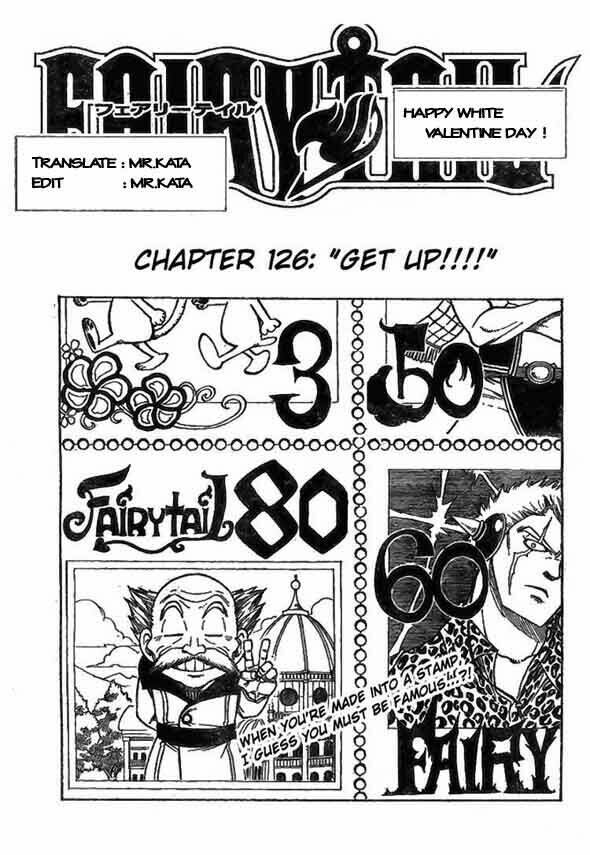 FAIRY TAIL
フェアリーテイル
HAPPY WHITE
VALENTINE DAY !
TRANSLATE : MR.KATA
EDIT : MR.KATA
CHAPTER 126: "GET UP!!!!"
3
50
FAIRYTAIL 80
60
WHEN YOU'RE MADE INTO A STAMP,
I GUESS YOU MUST BE FAMOUS...?!
FAIRY